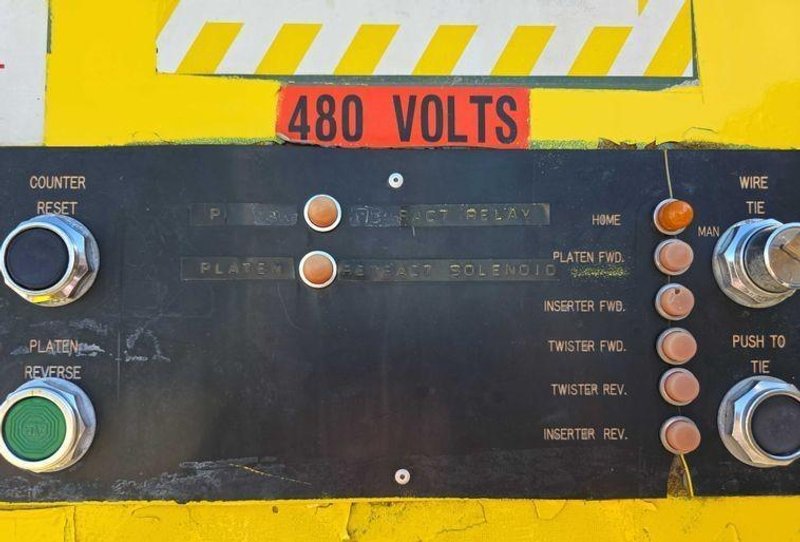 480 VOLTS
COUNTER
RESET
WIRE
TIE
RELAY
HOME
MAN
PLATEN FWD.
PLATEN RETRACT SOLENOID
INSERTER FWD.
TWISTER FWD.
PLATEN
REVERSE
PUSH TO
TIE
TWISTER REV.
INSERTER REV.